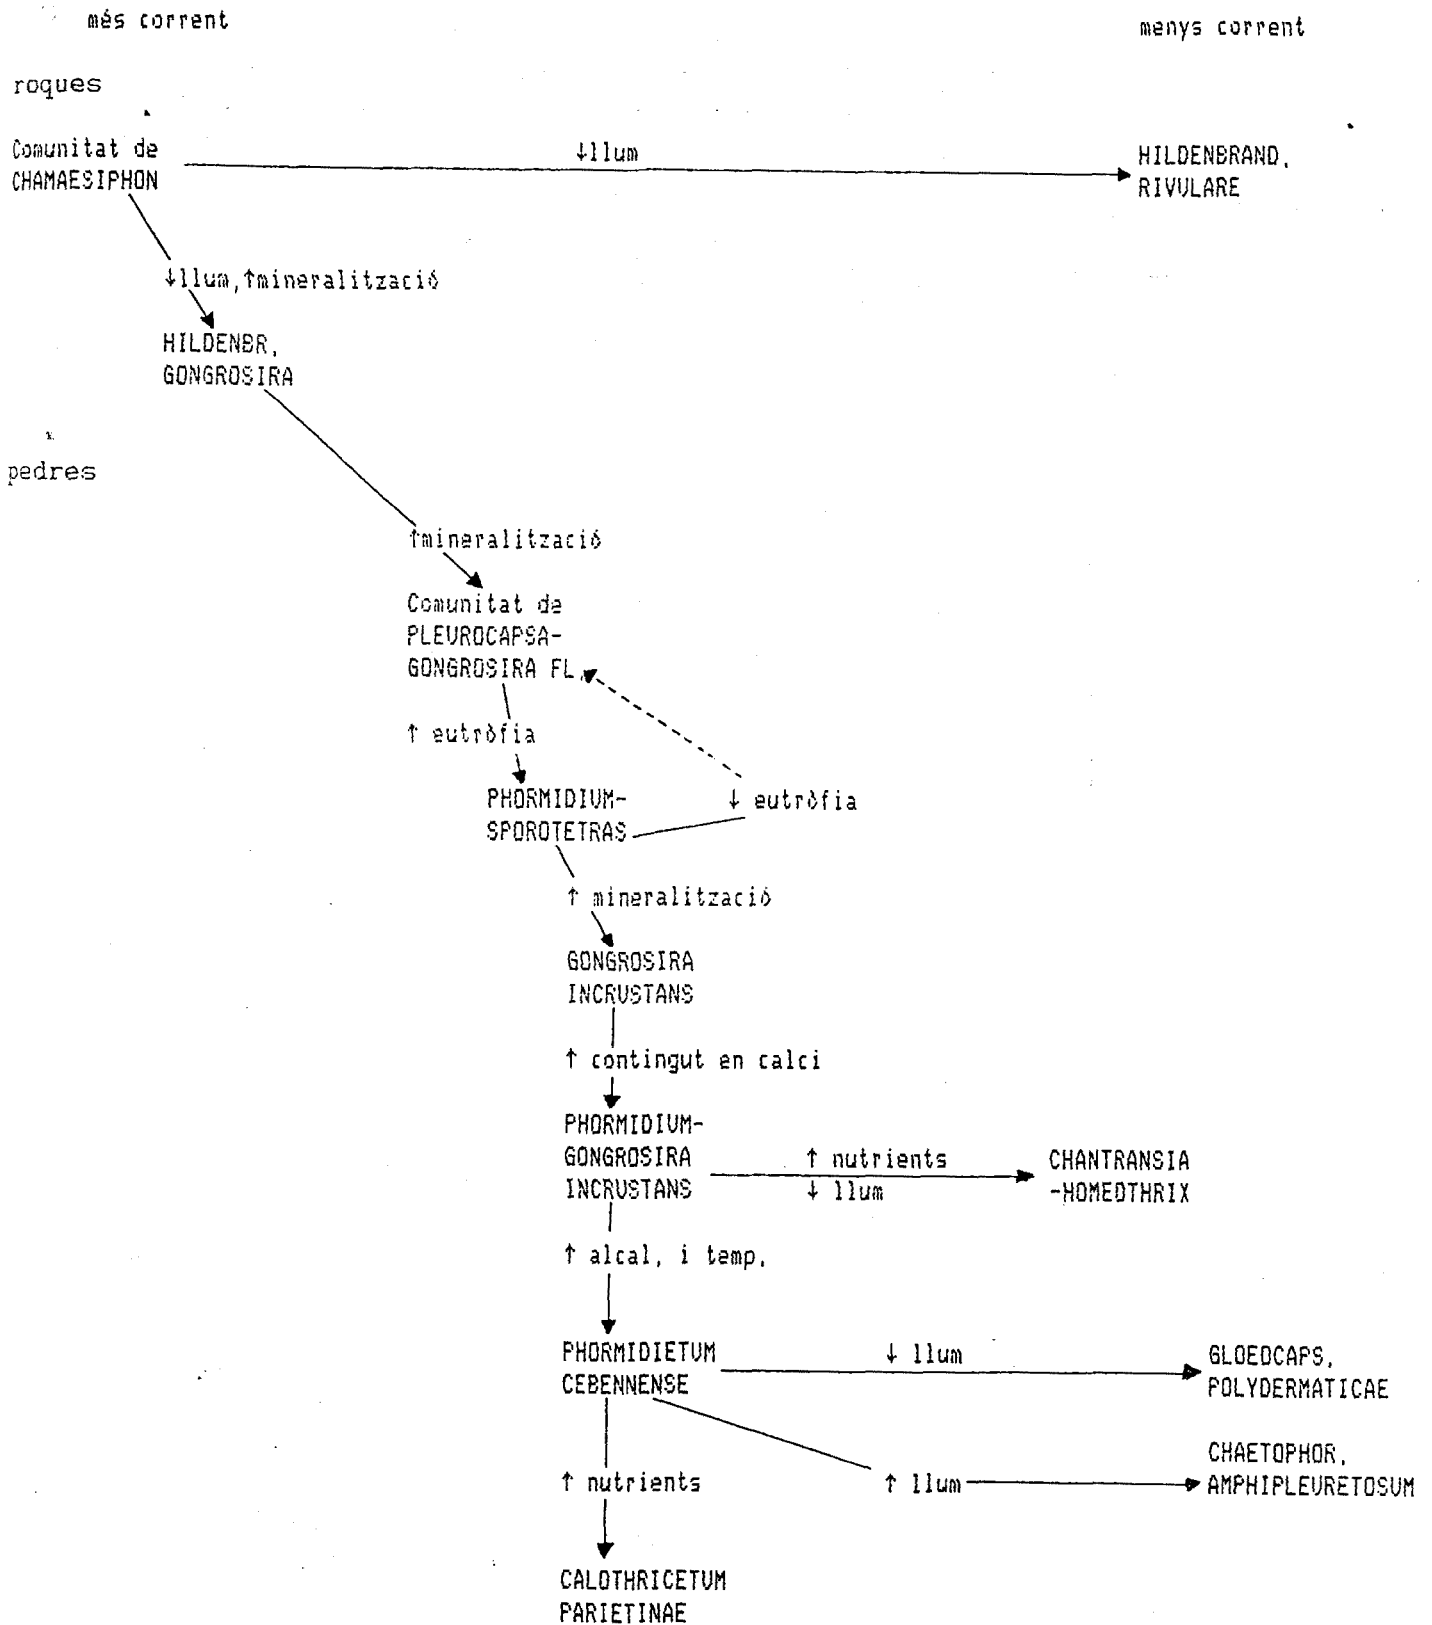 més corrent
menys corrent
roques
Comunitat de
CHAMAESIPHON
↓llum
HILDENBRAND.
RIVULARE
↓llum,↑mineralització
HILDENBR.
GONGROSIRA
pedres
↑mineralització
Comunitat de
PLEUROCAPSA-
GONGROSIRA FL.
↑ eutròfia
PHORMIDIUM-
SPOROTETRAS
↓ eutròfia
↑ mineralització
GONGROSIRA
INCRUSTANS
↑ contingut en calci
PHORMIDIUM-
GONGROSIRA
INCRUSTANS
↑ nutrients
↓ llum
CHANTRANSIA
-HOMEOTHRIX
↑ alcal. i temp.
PHORMIDIETUM
CEBENNENSE
↓ llum
GLOEOCAPS.
POLYDERMATICAE
↑ nutrients
↑ llum
CHAETOPHOR.
AMPHIPLEURETOSUM
CALOTHRICETUM
PARIETINAE